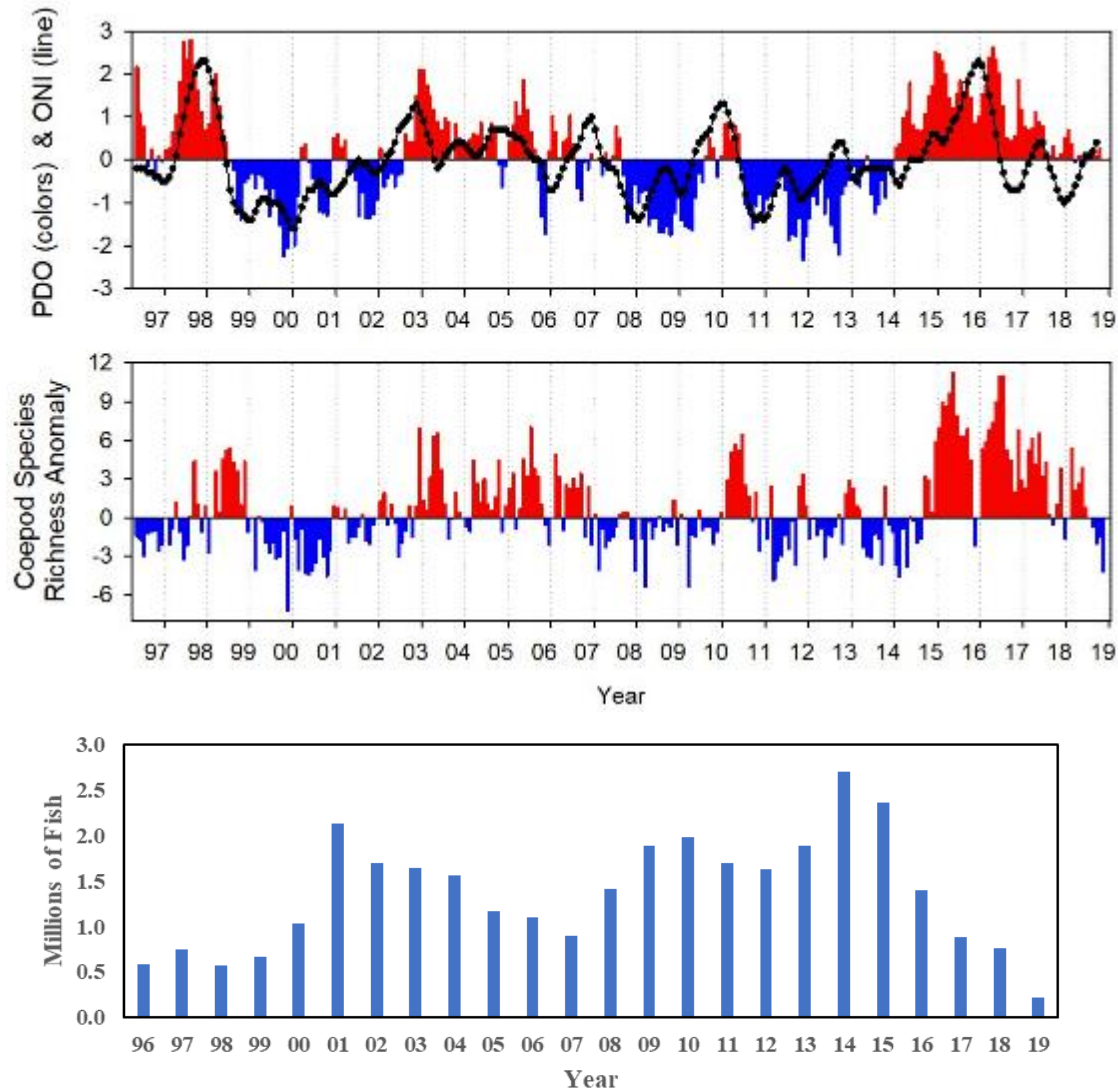 PDO (colors) & ONI (line)
3
2
1
0
-1
-2
-3
97 98 99 00 01 02 03 04 05 06 07 08 09 10 11 12 13 14 15 16 17 18 19
Coepod Species
Richness Anomaly
12
9
6
3
0
-3
-6
97 98 99 00 01 02 03 04 05 06 07 08 09 10 11 12 13 14 15 16 17 18 19
Year
Millions of Fish
3.0
2.5
2.0
1.5
1.0
0.5
0.0
96 97 98 99 00 01 02 03 04 05 06 07 08 09 10 11 12 13 14 15 16 17 18 19
Year